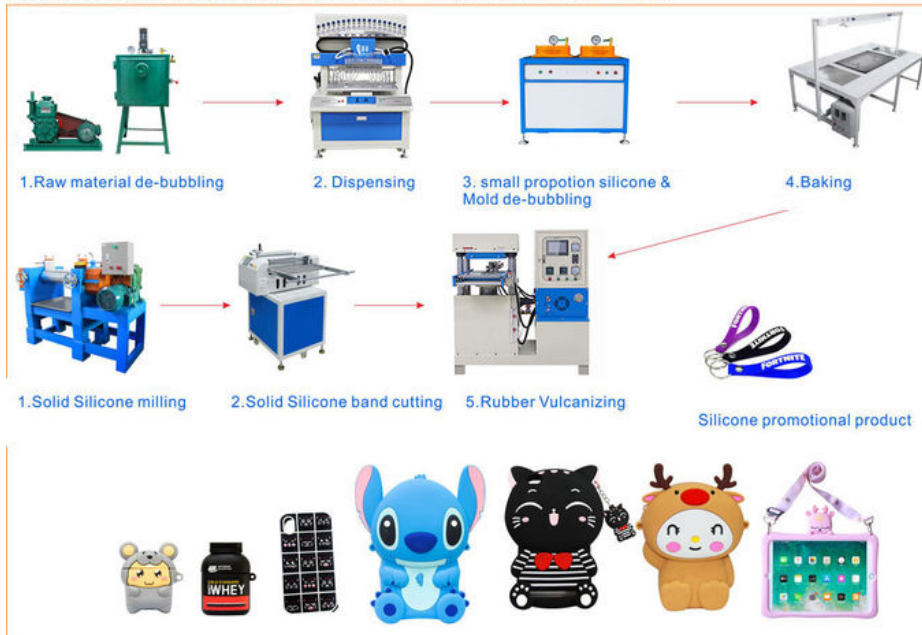 1.Raw material de-bubbling
2. Dispensing
3. small propotion silicone &
Mold de-bubbling
4.Baking
1.Solid Silicone milling
2.Solid Silicone band cutting
5.Rubber Vulcanizing
FORTNITE
FORTNITE
FORTNITE
Silicone promotional product
WHEY